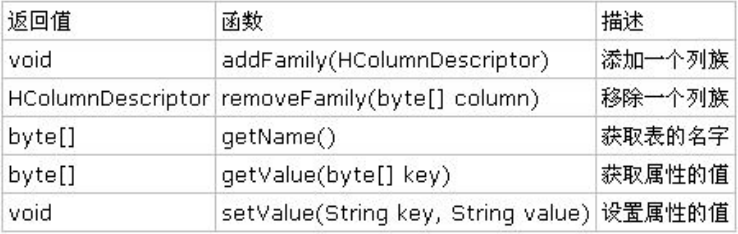 返回值 函数 描述
void addFamily(HColumnDescriptor) 添加一个列族
HColumnDescriptor removeFamily(byte[] column) 移除一个列族
byte[] getName() 获取表的名字
byte[] getValue(byte[] key) 获取属性的值
void setValue(String key, String value) 设置属性的值